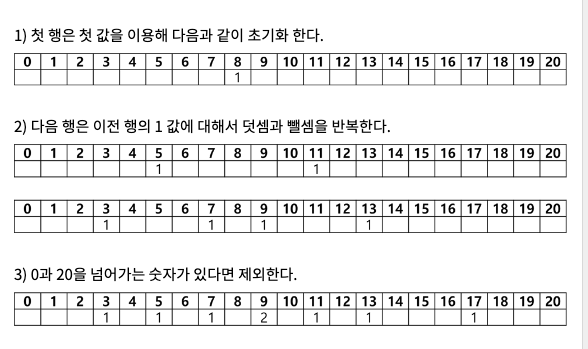 1) 첫 행은 첫 값을 이용해 다음과 같이 초기화 한다.
0 1 2 3 4 5 6 7 8 9 10 11 12 13 14 15 16 17 18 19 20
1
2) 다음 행은 이전 행의 1 값에 대해서 덧셈과 뺄셈을 반복한다.
0 1 2 3 4 5 6 7 8 9 10 11 12 13 14 15 16 17 18 19 20
1 1
0 1 2 3 4 5 6 7 8 9 10 11 12 13 14 15 16 17 18 19 20
1 1 1 1
3) 0과 20을 넘어가는 숫자가 있다면 제외한다.
0 1 2 3 4 5 6 7 8 9 10 11 12 13 14 15 16 17 18 19 20
1 1 1 2 1 1 1